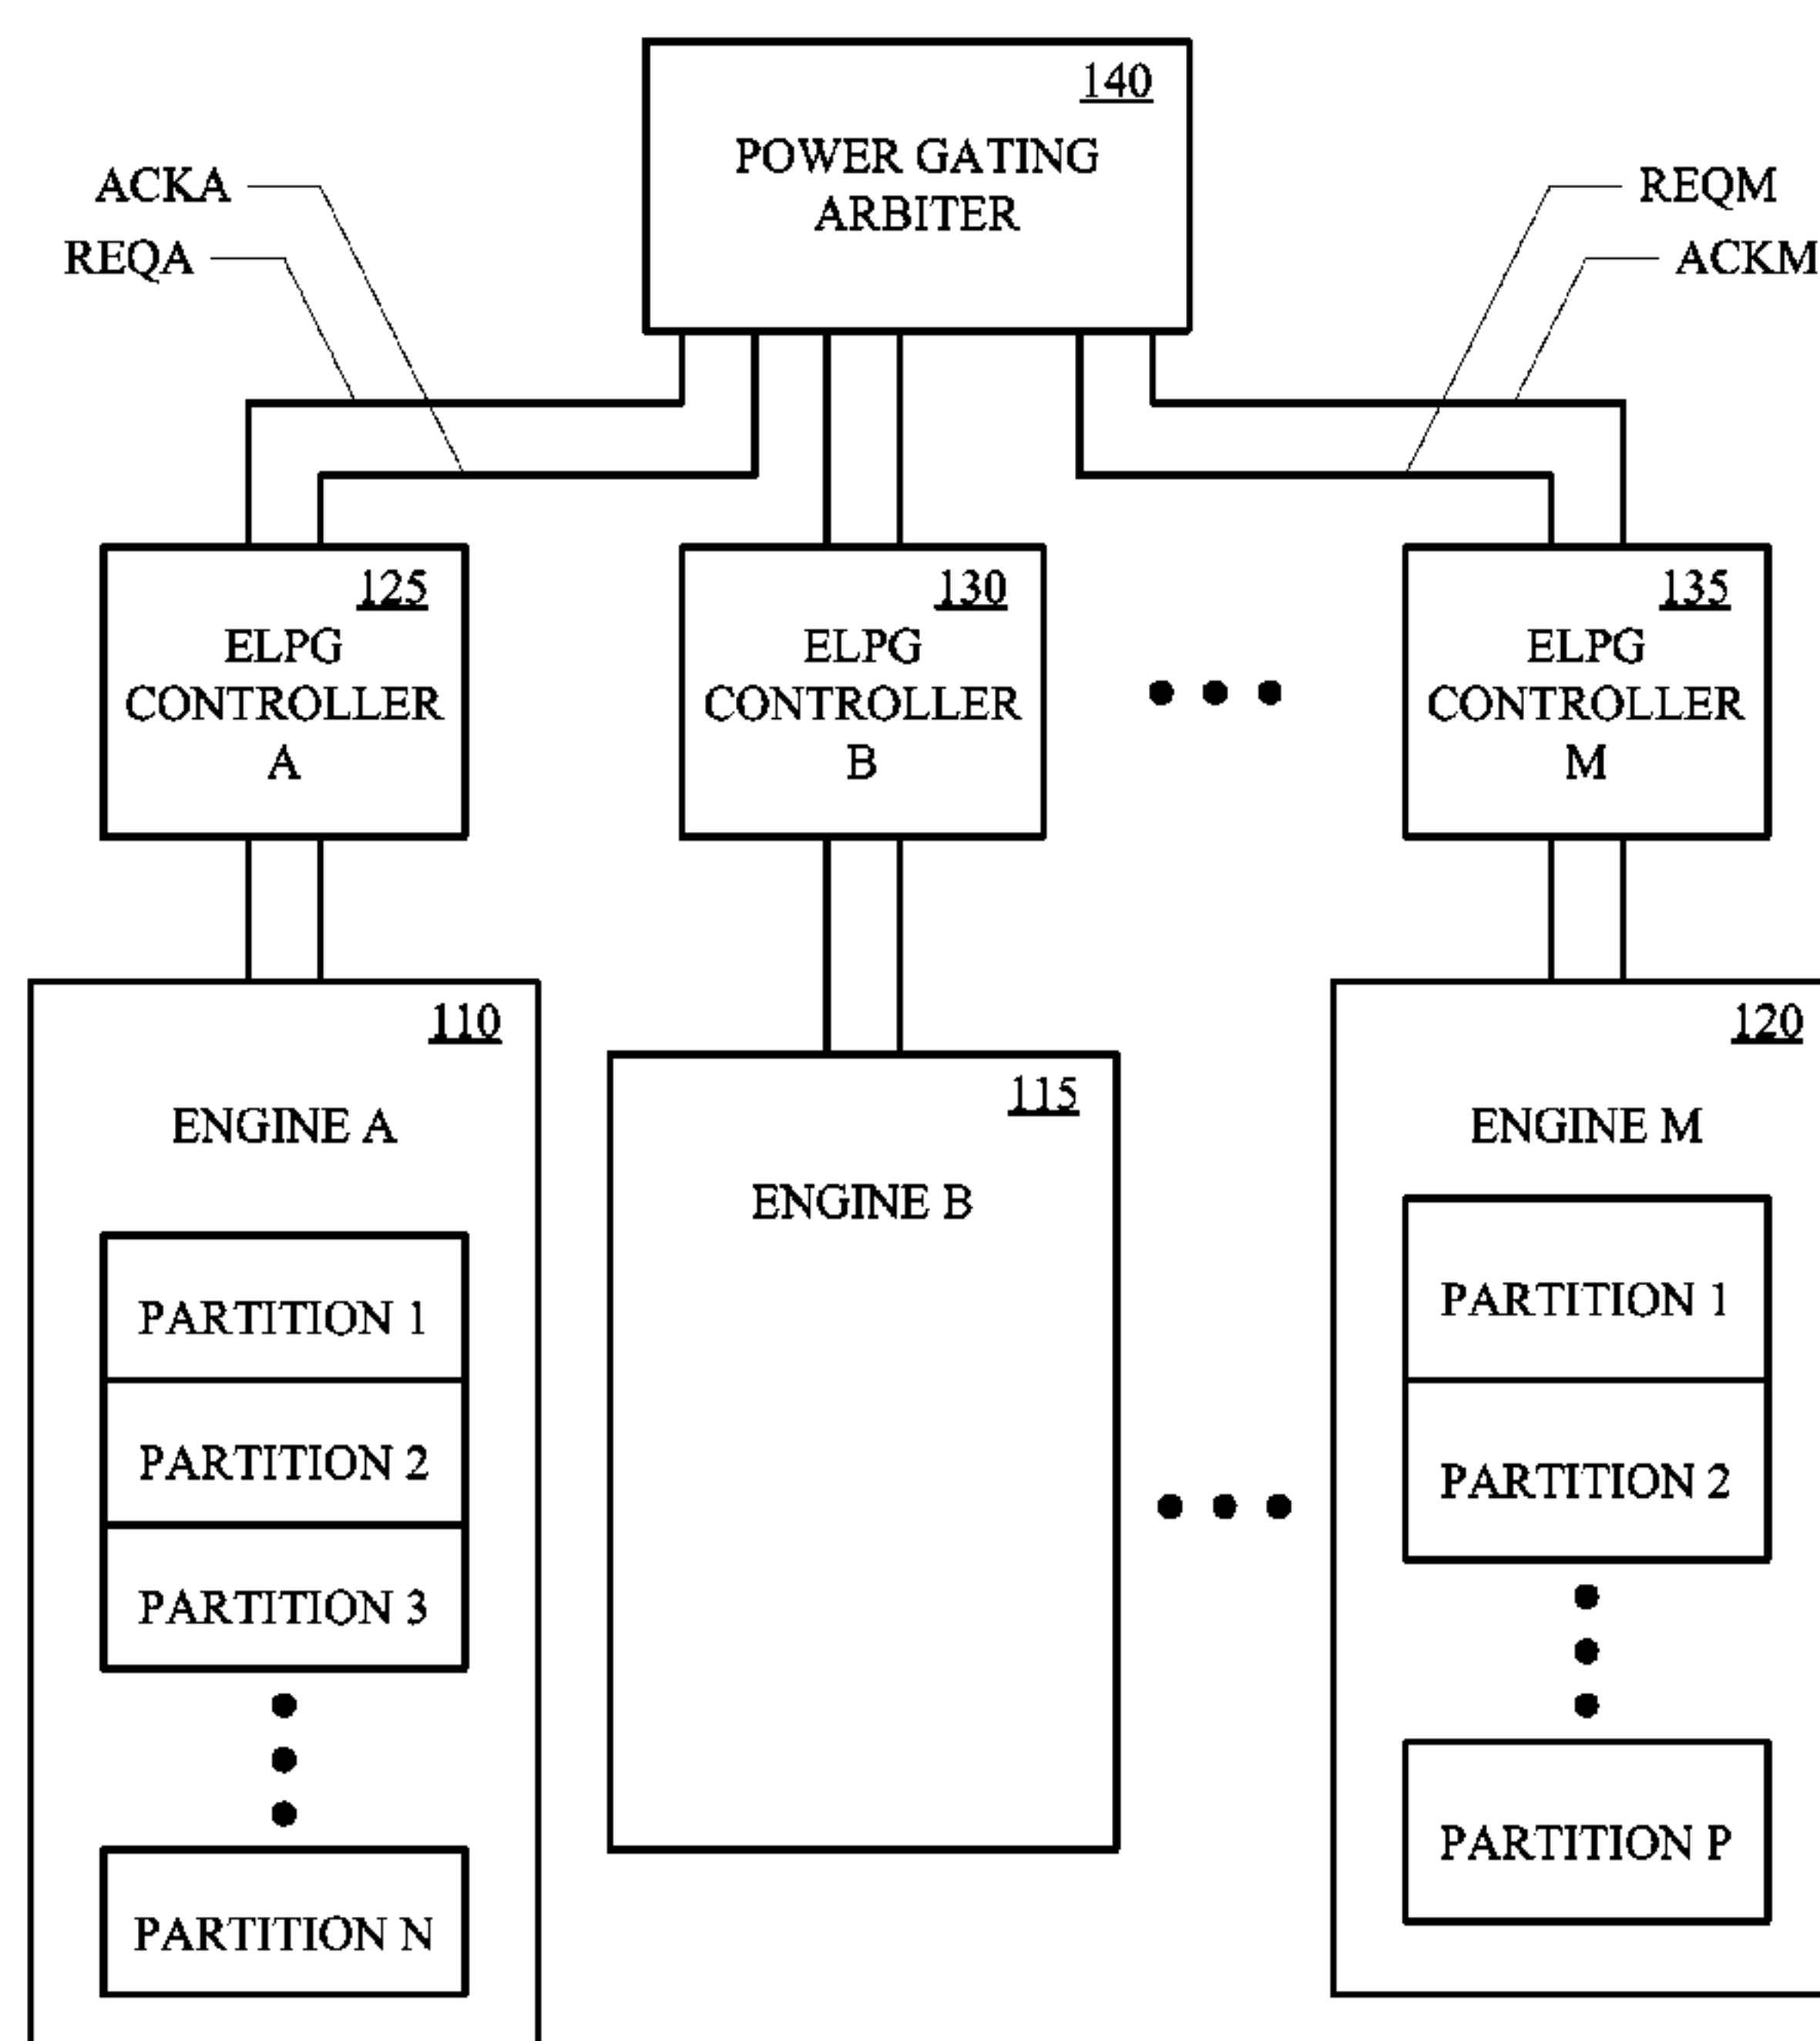 140
POWER GATING
ARBITER
ACKA
REQA
REQM
ACKM
125
ELPG
CONTROLLER
A
130
ELPG
CONTROLLER
B
135
ELPG
CONTROLLER
M
110
ENGINE A
PARTITION 1
PARTITION 2
PARTITION 3
PARTITION N
115
ENGINE B
120
ENGINE M
PARTITION 1
PARTITION 2
PARTITION P